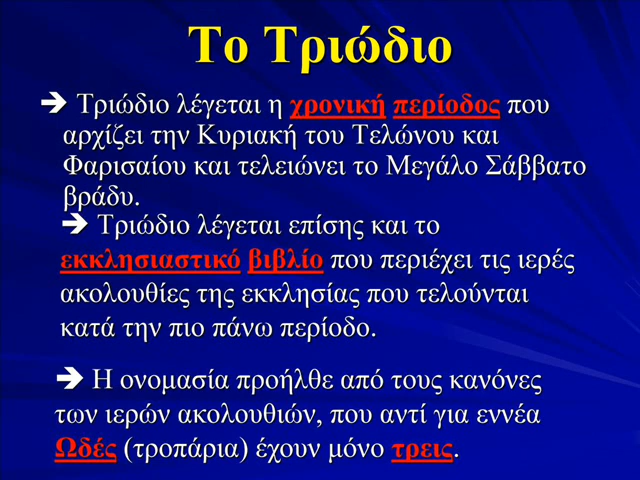 Το Τριώδιο
➔ Τριώδιο λέγεται η χρονική περίοδος που
αρχίζει την Κυριακή του Τελώνου και
Φαρισαίου και τελειώνει το Μεγάλο Σάββατο
βράδυ.
➔ Τριώδιο λέγεται επίσης και το
εκκλησιαστικό βιβλίο που περιέχει τις ιερές
ακολουθίες της εκκλησίας που τελούνται
κατά την πιο πάνω περίοδο.
➔ Η ονομασία προήλθε από τους κανόνες
των ιερών ακολουθιών, που αντί για εννέα
Ωδές (τροπάρια) έχουν μόνο τρεις.